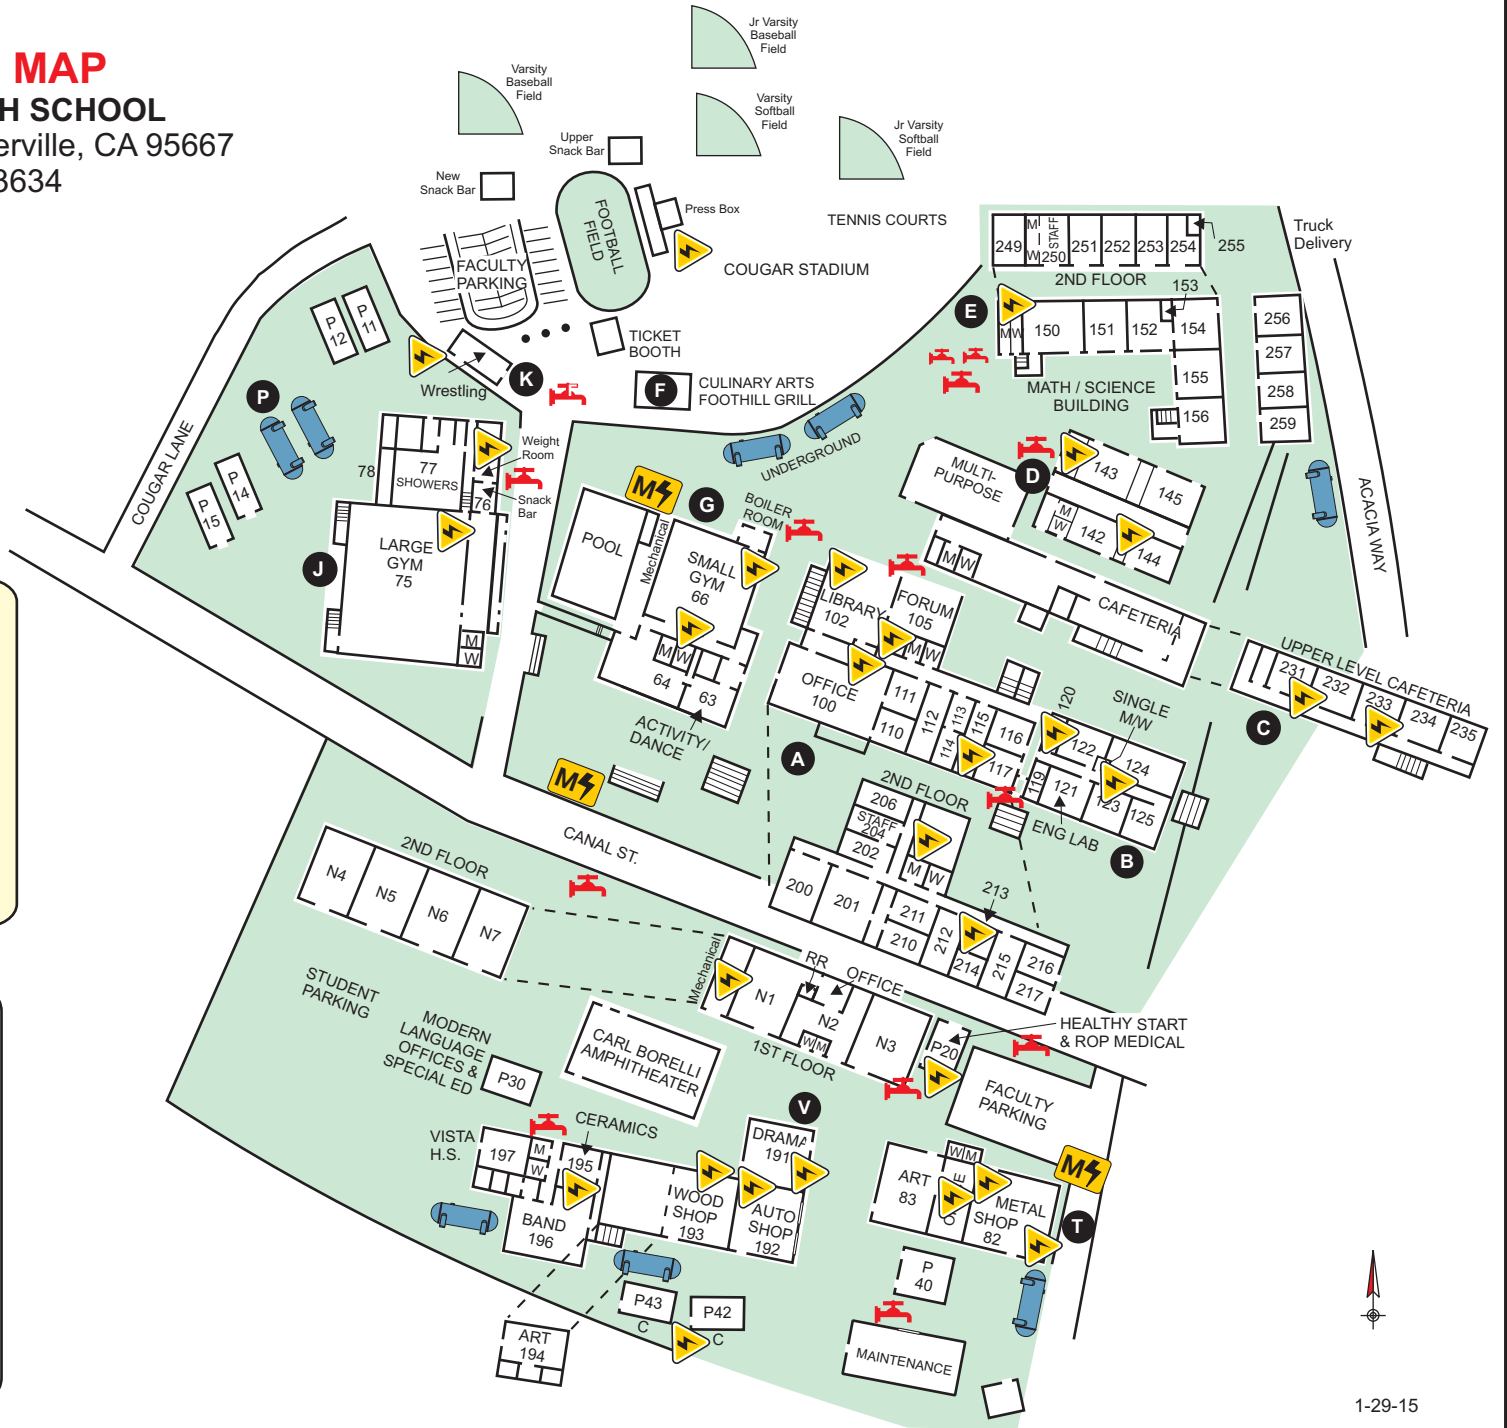 MAP
H SCHOOL
erville, CA 95667
3634
Varsity
Baseball
Field
Jr Varsity
Baseball
Field
Varsity
Softball
Field
Jr Varsity
Softball
Field
Upper
Snack Bar
New
Snack Bar
Press Box
FOOTBALL
FIELD
FACULTY
PARKING
COUGAR STADIUM
TENNIS COURTS
TICKET
BOOTH
Wrestling
K
F
CULINARY ARTS
FOOTHILL GRILL
UNDERGROUND
P
12
P
11
P
P
14
P
15
COUGAR LANE
78
77
SHOWERS
Weight
Room
76
Snack
Bar
LARGE
GYM
75
J
M
W
249
M
W
STAFF
250
251
252
253
254
255
2ND FLOOR
153
E
MW
150
151
152
154
155
156
MATH / SCIENCE
BUILDING
Truck
Delivery
256
257
258
259
ACACIA WAY
M
G
BOILER
ROOM
POOL
Mechanical
SMALL
GYM
66
M
W
64
63
ACTIVITY/
DANCE
M
MULTI-
PURPOSE
D
143
145
M
W
142
144
M
W
CAFETERIA
LIBRARY
102
FORUM
105
M
W
OFFICE
100
111
110
112
113
114
115
116
117
A
120
SINGLE
M/W
122
124
119
121
123
125
ENG LAB
B
UPPER LEVEL CAFETERIA
231
232
233
234
235
C
2ND FLOOR
206
STAFF
204
202
M
W
200
201
211
210
212
213
214
215
216
217
CANAL ST.
2ND FLOOR
N4
N5
N6
N7
STUDENT
PARKING
Mechanical
N1
RR
OFFICE
N2
W
M
N3
1ST FLOOR
P20
HEALTHY START
& ROP MEDICAL
FACULTY
PARKING
MODERN
LANGUAGE
OFFICES &
SPECIAL ED
P30
CARL BORELLI
AMPHITHEATER
V
VISTA
H.S.
197
M
W
CERAMICS
195
BAND
196
WOOD
SHOP
193
DRAMA
191
AUTO
SHOP
192
ART
83
W
M
METAL
SHOP
82
M
T
P
40
P43
C
P42
C
ART
194
MAINTENANCE
1-29-15